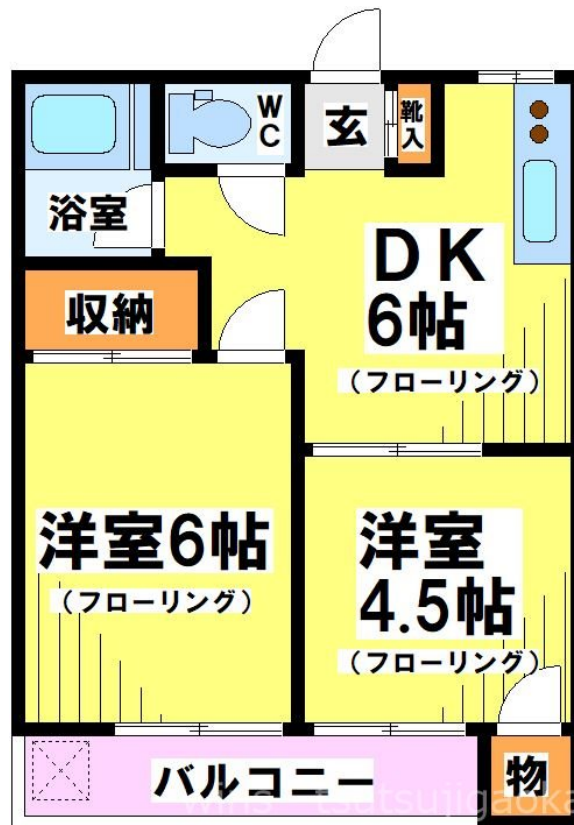 玄
靴入
WC
浴室
DK
6帖
(フローリング)
収納
洋室6帖
(フローリング)
洋室
4.5帖
(フローリング)
バルコニー
物
wins tsutsujigaoka